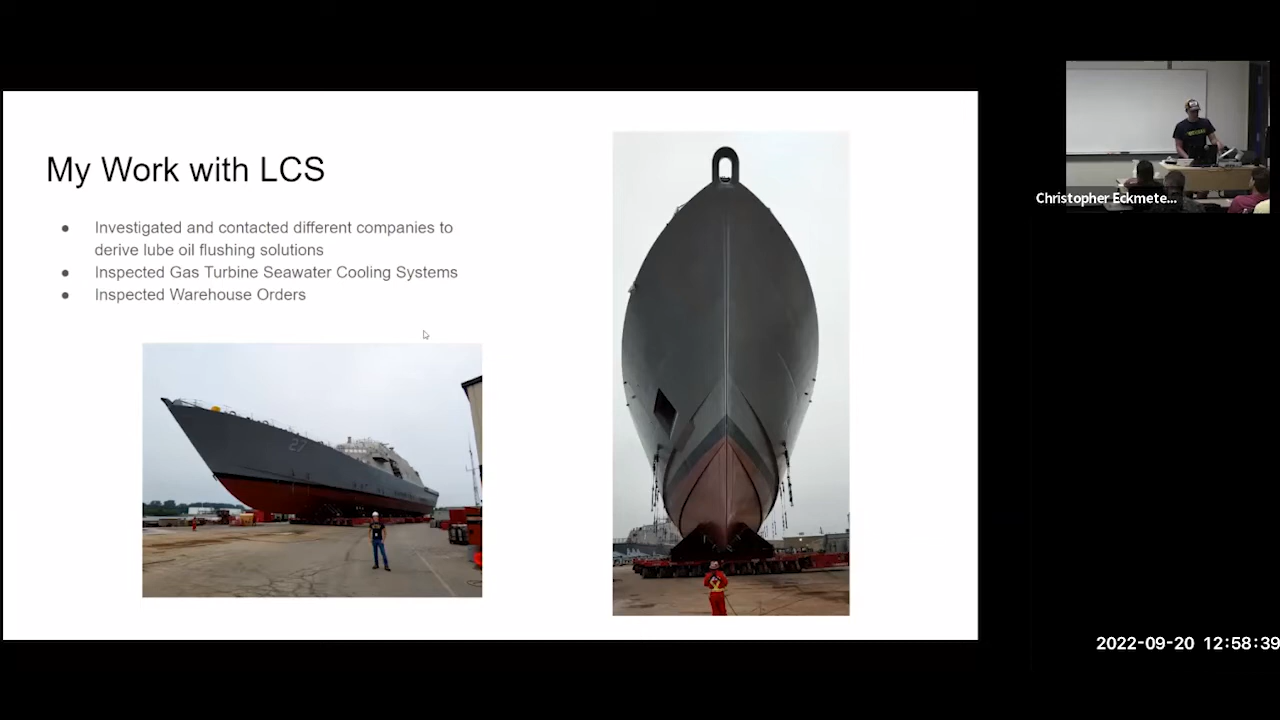 My Work with LCS
● Investigated and contacted different companies to
derive lube oil flushing solutions
● Inspected Gas Turbine Seawater Cooling Systems
● Inspected Warehouse Orders
27
Christopher Eckmete...
2022-09-20 12:58:39